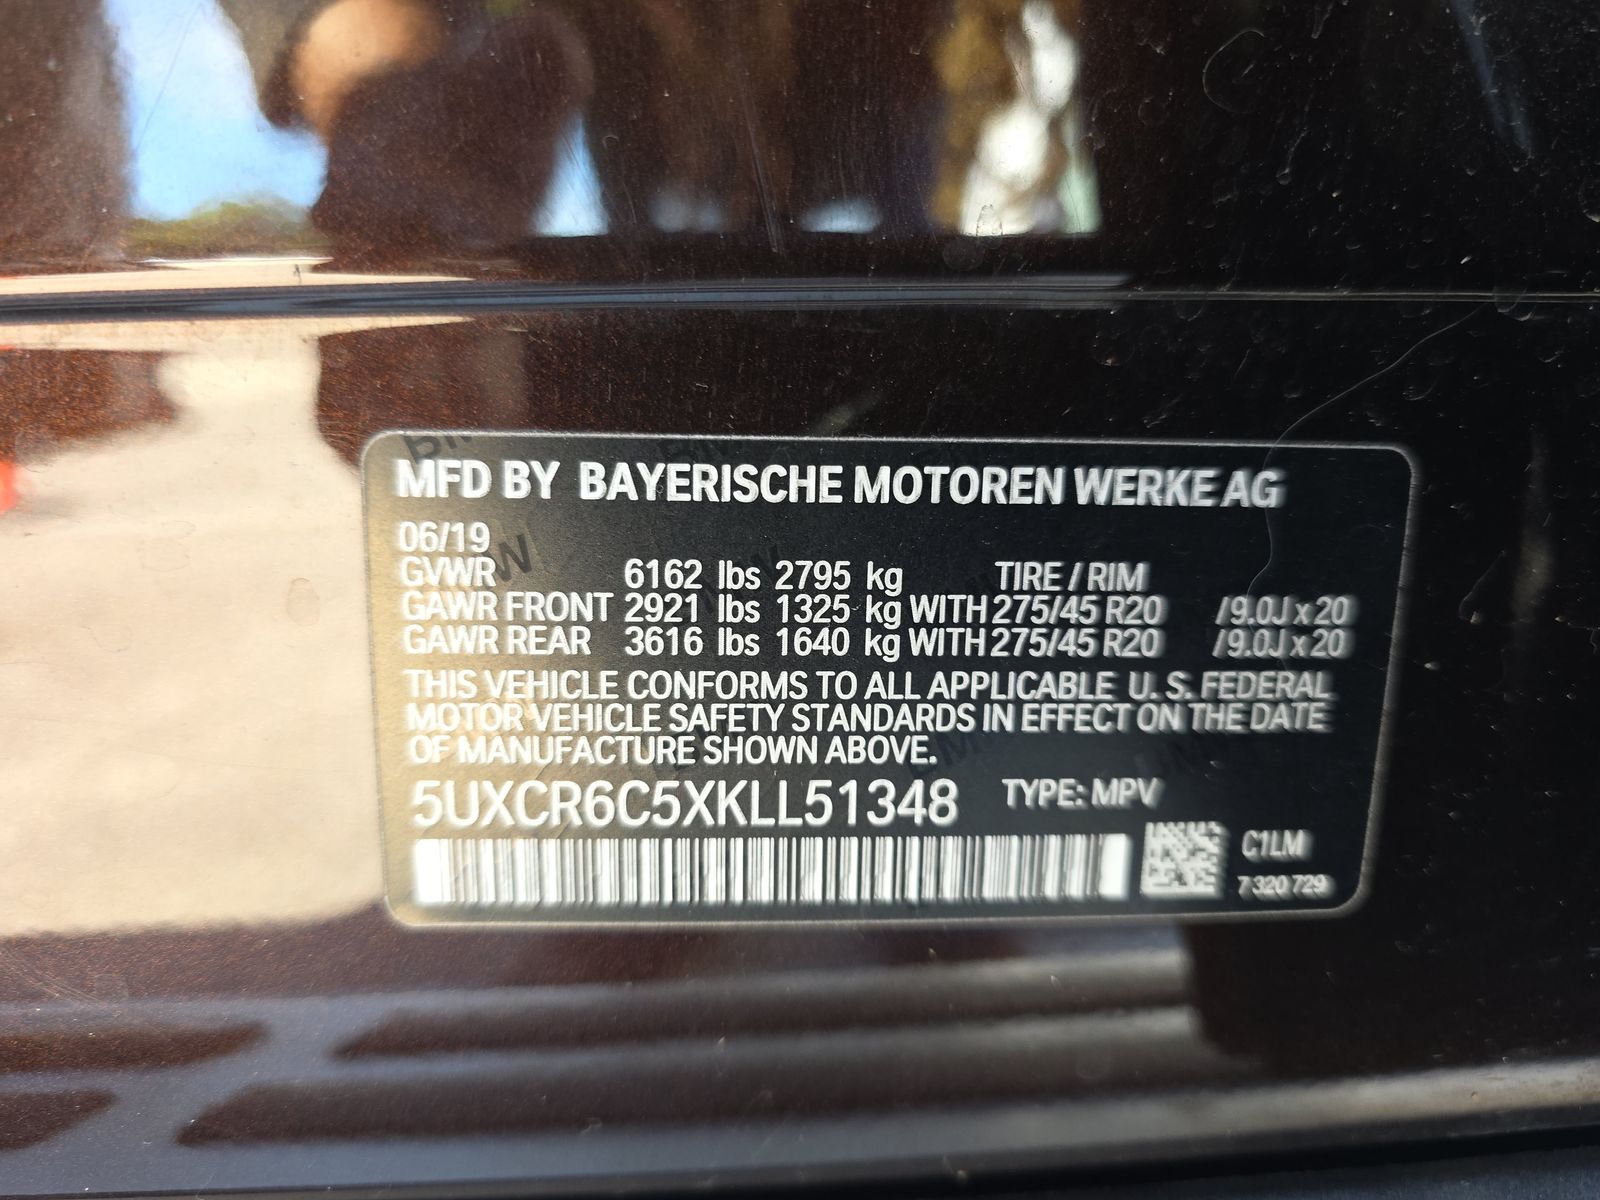 MFD BY BAYERISCHE MOTOREN WERKE AG
06/19
GVWR 6162 lbs 2795 kg TIRE / RIM
GAWR FRONT 2921 lbs 1325 kg WITH 275/45 R20 /9.0J x 20
GAWR REAR 3616 lbs 1640 kg WITH 275/45 R20 /9.0J x 20
THIS VEHICLE CONFORMS TO ALL APPLICABLE U.S. FEDERAL
MOTOR VEHICLE SAFETY STANDARDS IN EFFECT ON THE DATE
OF MANUFACTURE SHOWN ABOVE.
5UXCR6C5XKLL51348 TYPE: MPV
C1LM
7 320 729